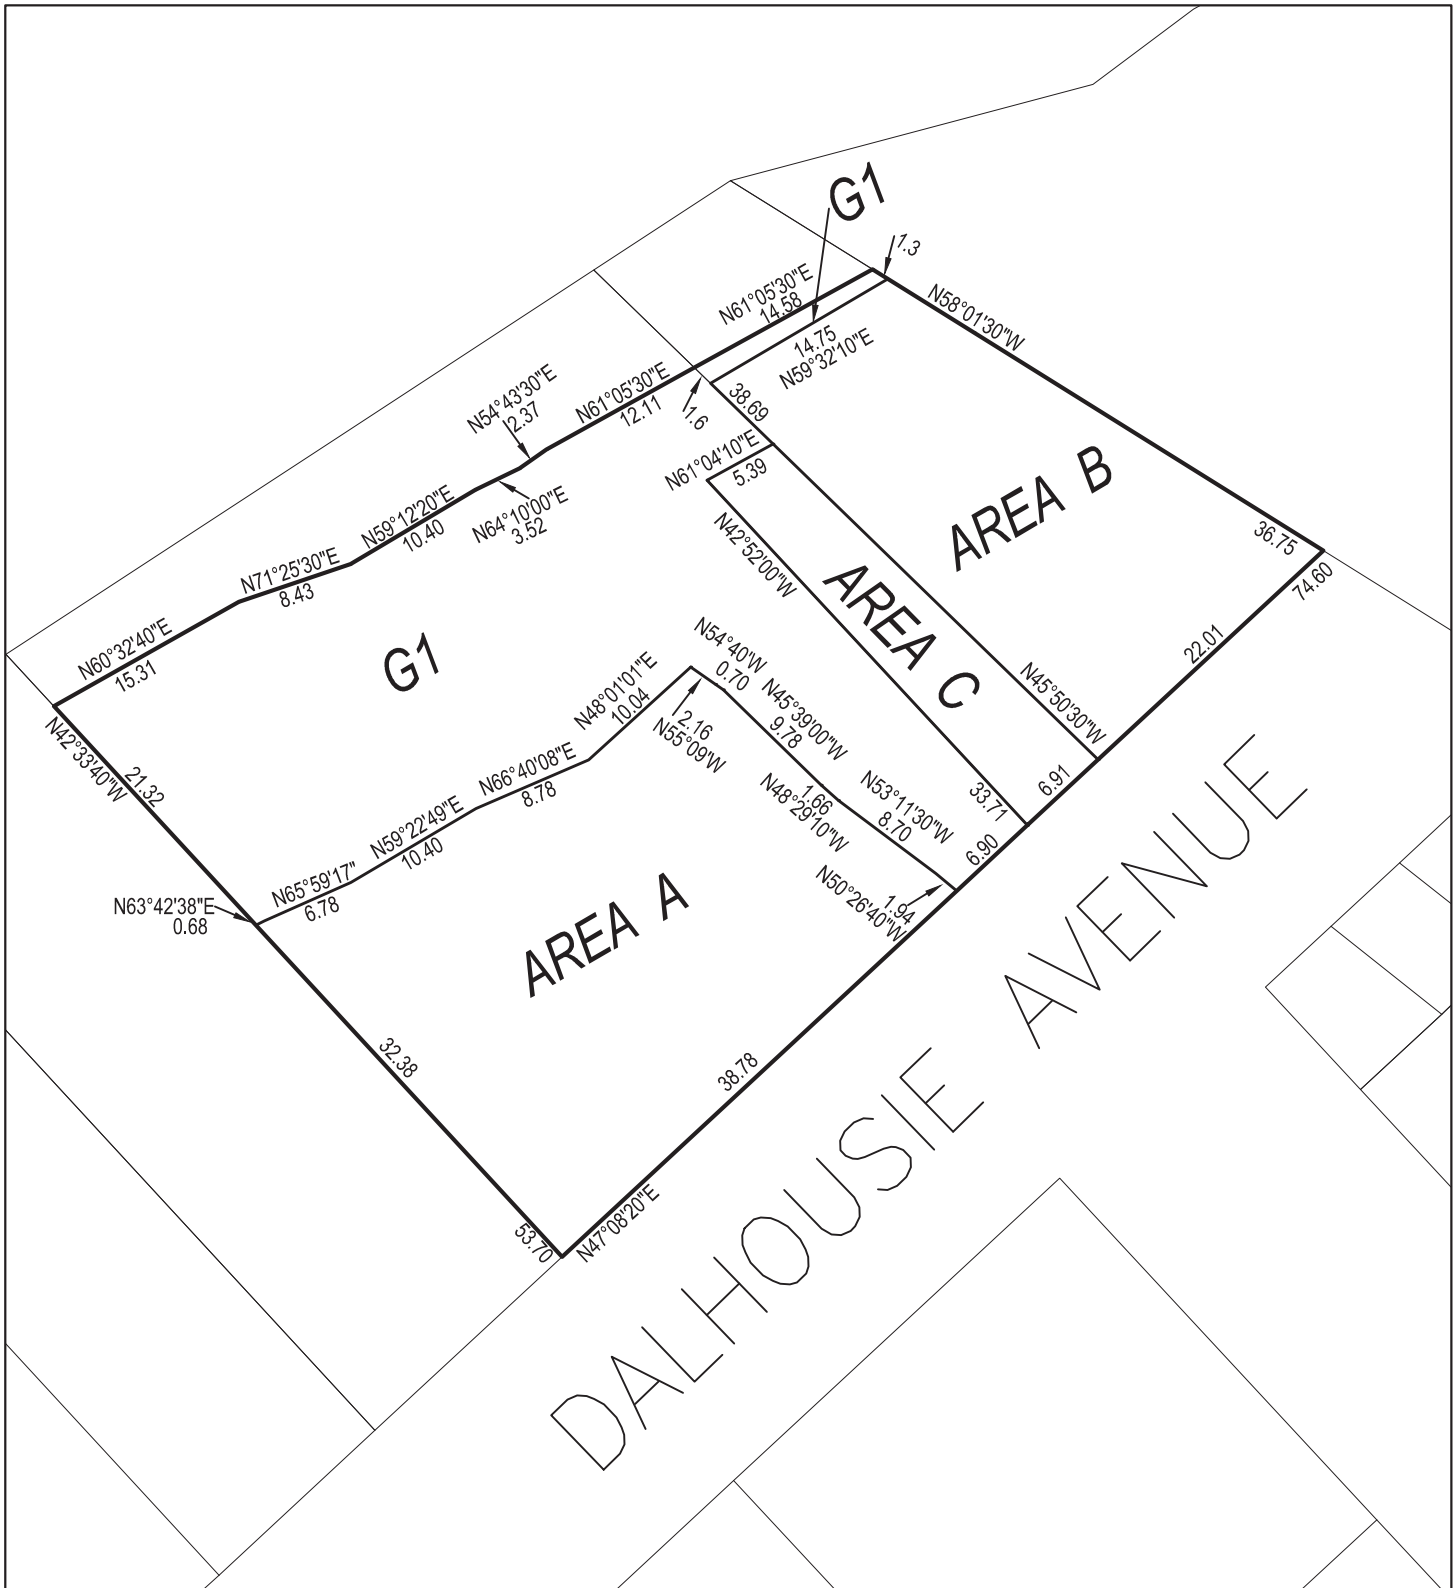 G1
1.3
N61°05'30"E
14.58
N58°01'30"W
14.75
N59°32'10"E
N54°43'30"E
2.37
N61°05'30"E
12.11
1.6
38.69
N61°04'10"E
5.39
N59°12'20"E
10.40
N64°10'00"E
3.52
AREA B
36.75
74.60
N42°52'00"W
N71°25'30"E
8.43
AREA C
N60°32'40"E
15.31
G1
N54°40'W
0.70
22.01
N48°01'01"E
10.04
N45°39'00"W
9.78
N45°50'30"W
2.16
N55°09'W
N42°33'40"W
21.32
N66°40'08"E
8.78
33.71
6.91
1.66
N48°29'10"W
N53°11'30"W
8.70
N59°22'49"E
10.40
6.90
N65°59'17"
6.78
N63°42'38"E
0.68
N50°26'40"W
1.94
AREA A
32.38
38.78
53.70
N47°08'20"E
DALHOUSIE AVENUE